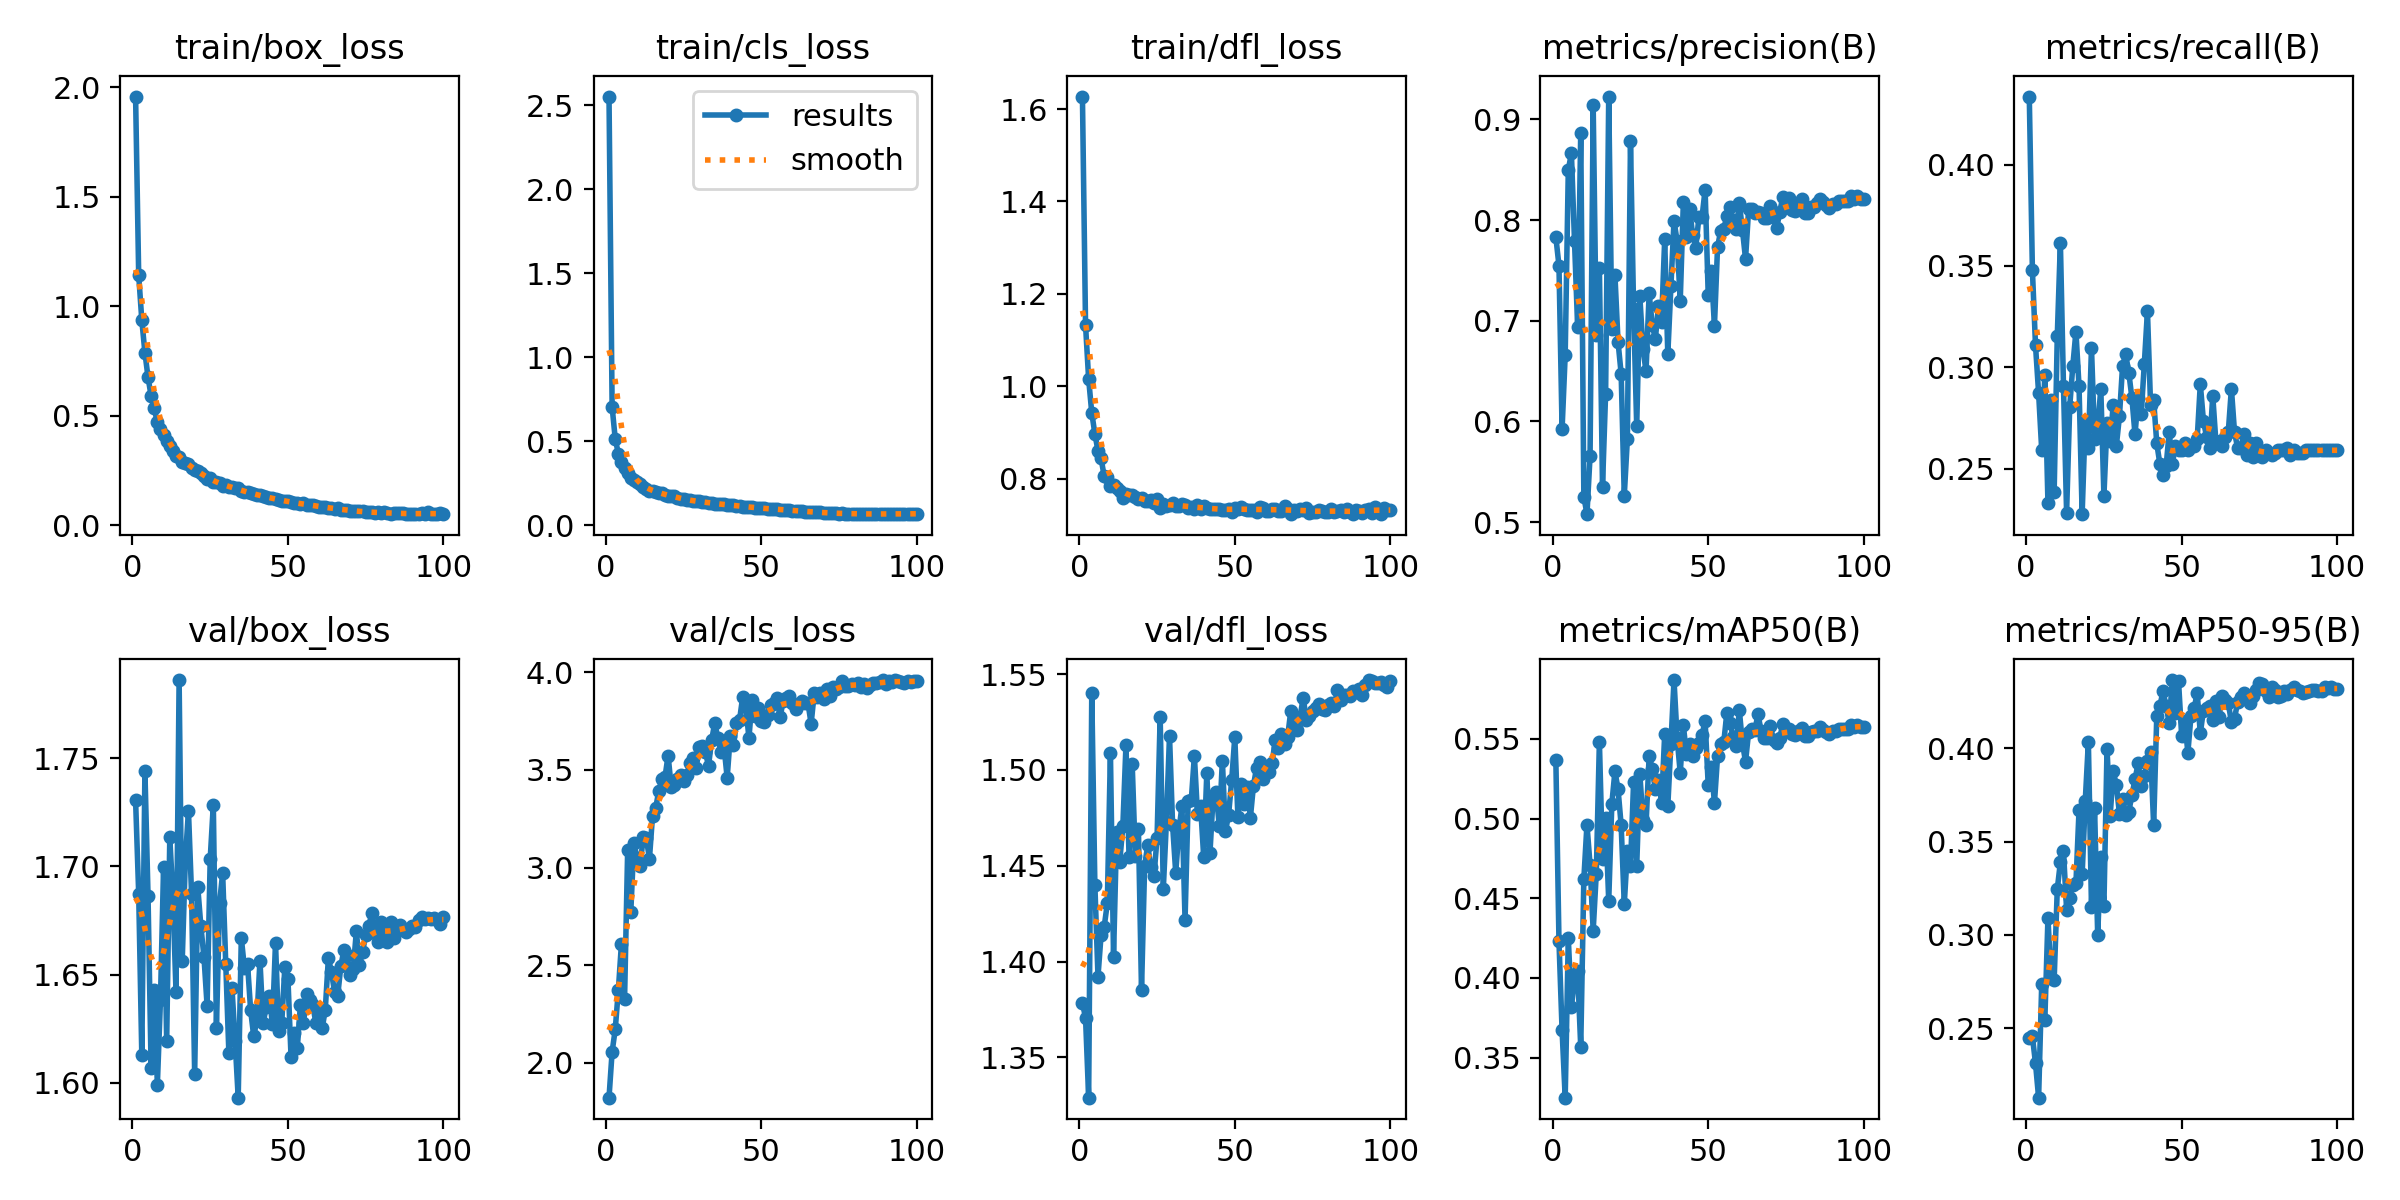 train/box_loss
2.0
1.5
1.0
0.5
0.0
0 50 100
train/cls_loss
results
smooth
2.5
2.0
1.5
1.0
0.5
0.0
0 50 100
train/dfl_loss
1.6
1.4
1.2
1.0
0.8
0 50 100
metrics/precision(B)
0.9
0.8
0.7
0.6
0.5
0 50 100
metrics/recall(B)
0.40
0.35
0.30
0.25
0 50 100
val/box_loss
1.75
1.70
1.65
1.60
0 50 100
val/cls_loss
4.0
3.5
3.0
2.5
2.0
0 50 100
val/dfl_loss
1.55
1.50
1.45
1.40
1.35
0 50 100
metrics/mAP50(B)
0.55
0.50
0.45
0.40
0.35
0 50 100
metrics/mAP50-95(B)
0.40
0.35
0.30
0.25
0 50 100